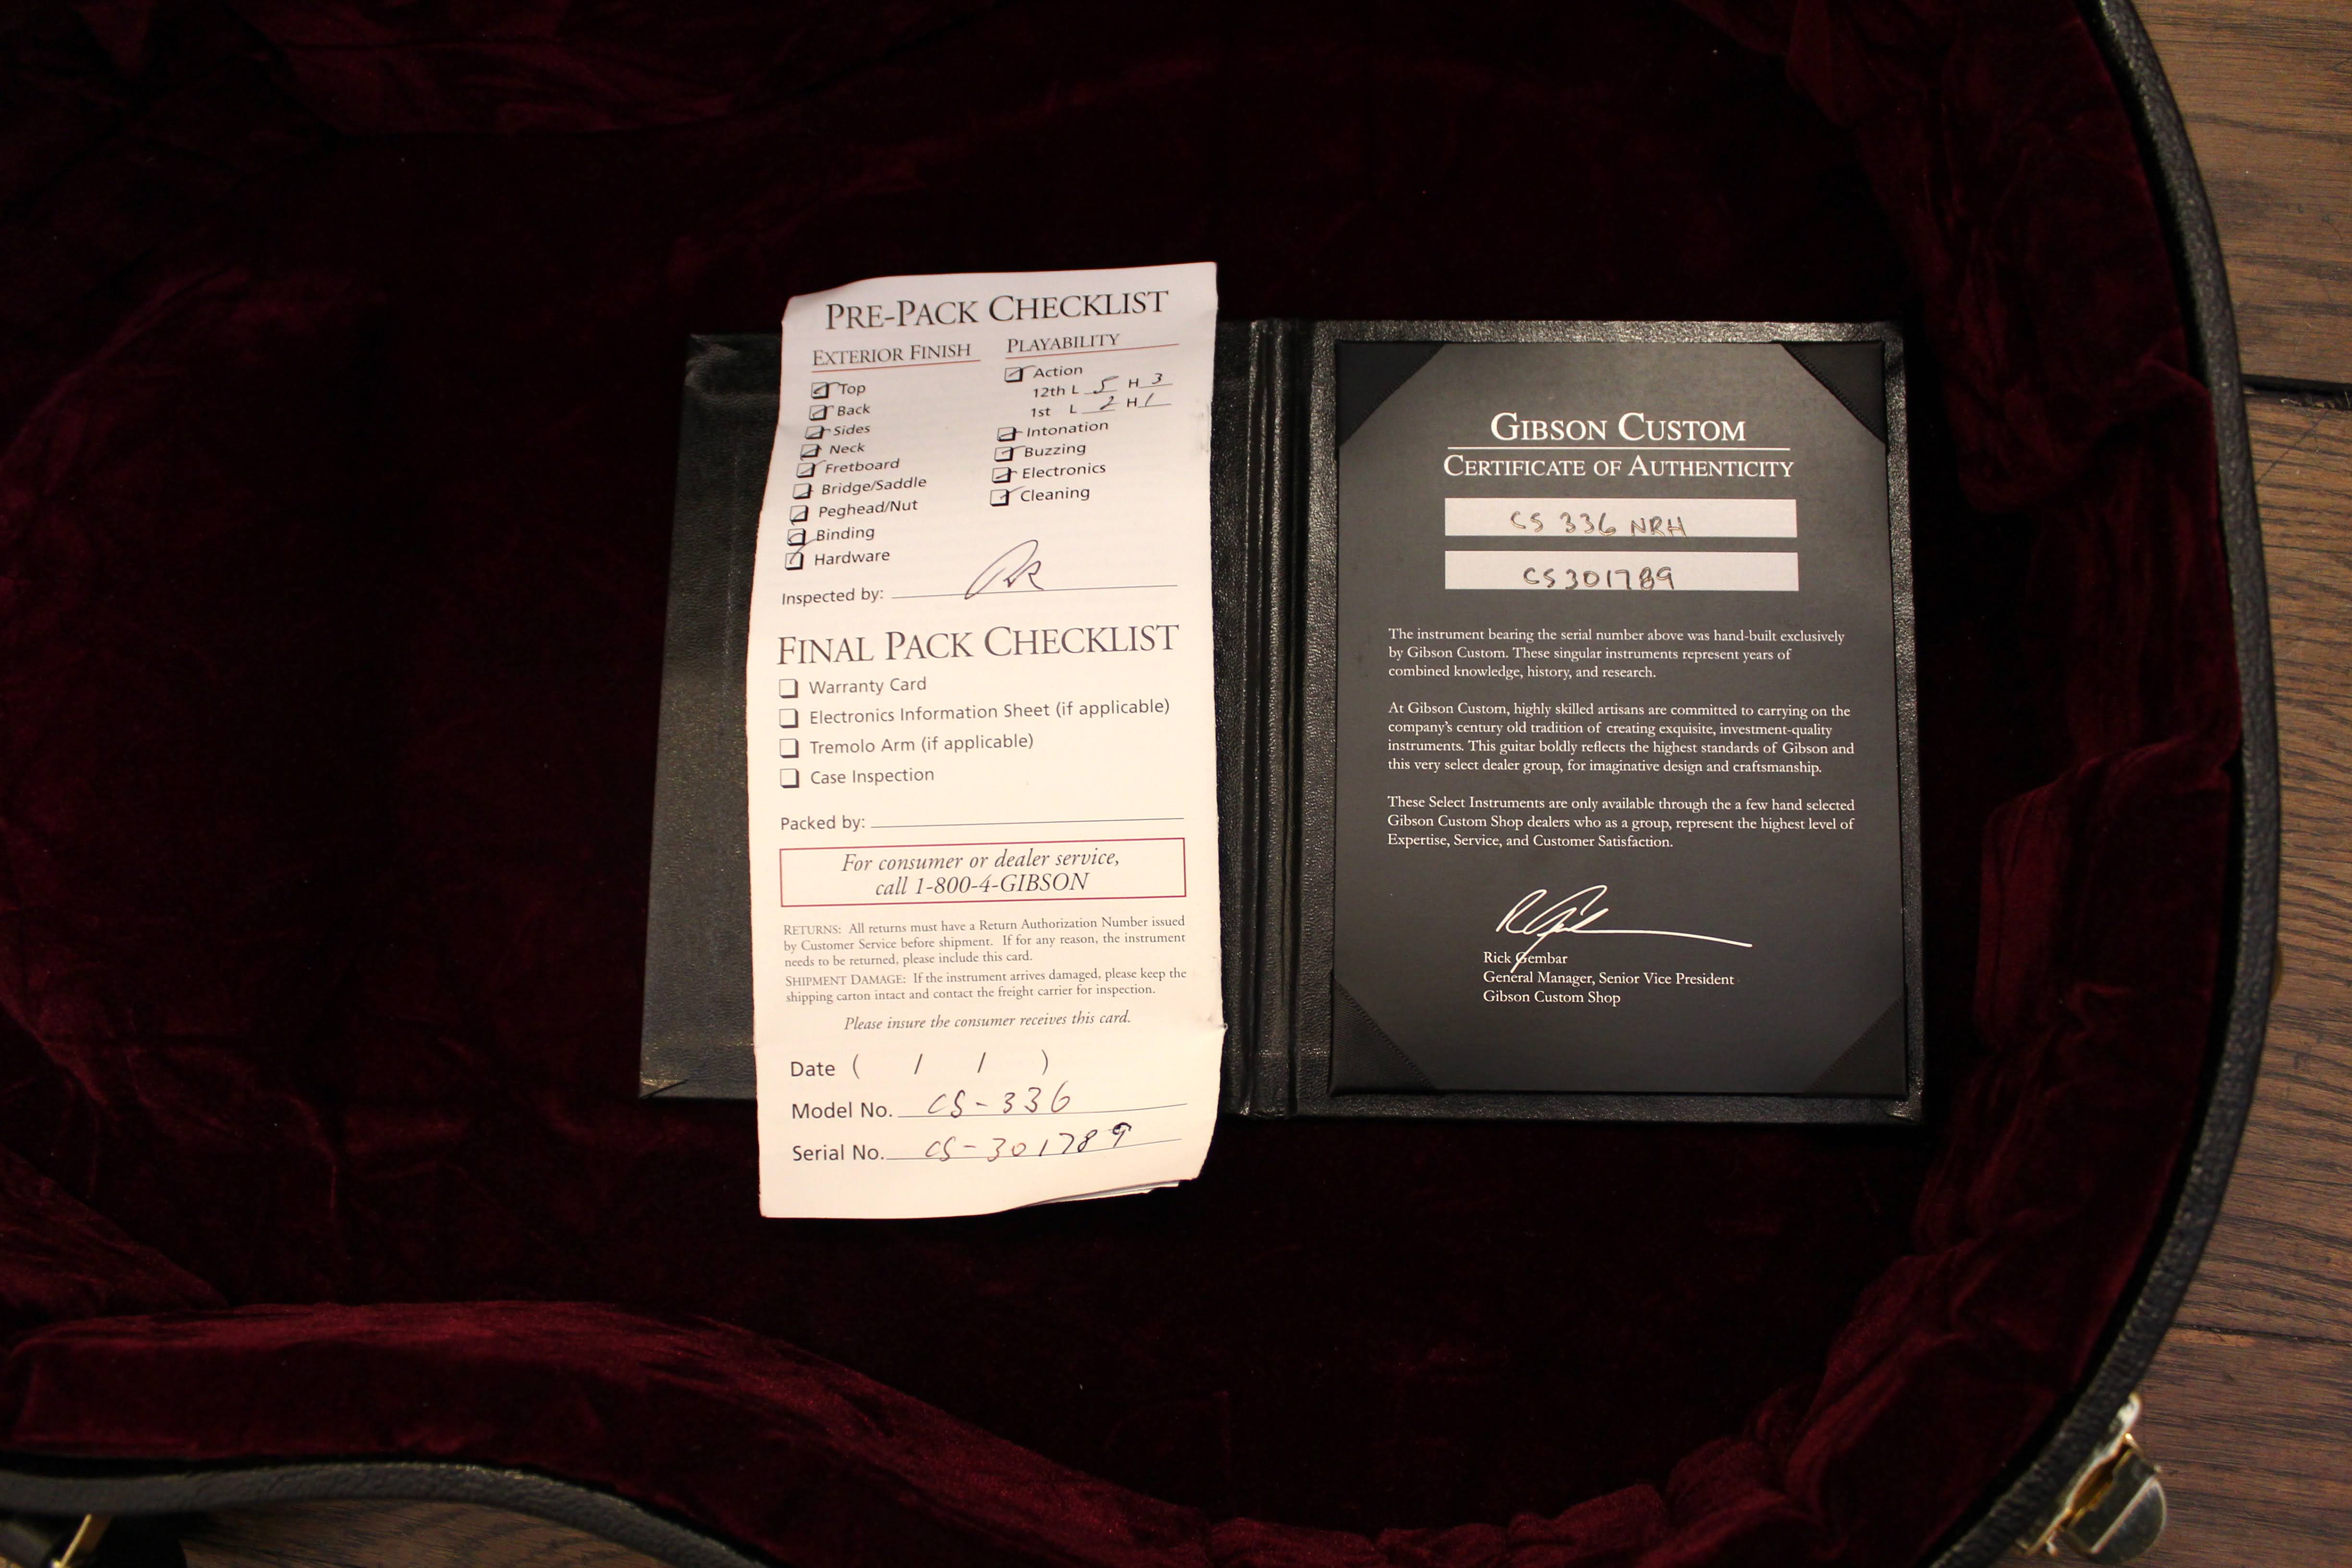 PRE-PACK CHECKLIST
EXTERIOR FINISH
Top
Back
Sides
Neck
Fretboard
Bridge/Saddle
Peghead/Nut
Binding
Hardware
PLAYABILITY
Action
12th L 5 H 3
1st L 2 H 1
Intonation
Buzzing
Electronics
Cleaning
Inspected by:
FINAL PACK CHECKLIST
Warranty Card
Electronics Information Sheet (if applicable)
Tremolo Arm (if applicable)
Case Inspection
Packed by:
For consumer or dealer service,
call 1-800-4-GIBSON
RETURNS: All returns must have a Return Authorization Number issued
by Customer Service before shipment. If for any reason, the instrument
needs to be returned, please include this card.
SHIPMENT DAMAGE: If the instrument arrives damaged, please keep the
shipping carton intact and contact the freight carrier for inspection.
Please insure the consumer receives this card.
Date ( / / )
Model No. CS-336
Serial No. CS-301789
GIBSON CUSTOM
CERTIFICATE OF AUTHENTICITY
CS 336 NRH
CS301789
The instrument bearing the serial number above was hand-built exclusively
by Gibson Custom. These singular instruments represent years of
combined knowledge, history, and research.
At Gibson Custom, highly skilled artisans are committed to carrying on the
company's century old tradition of creating exquisite, investment-quality
instruments. This guitar boldly reflects the highest standards of Gibson and
this very select dealer group, for imaginative design and craftsmanship.
These Select Instruments are only available through the a few hand selected
Gibson Custom Shop dealers who as a group, represent the highest level of
Expertise, Service, and Customer Satisfaction.
Rick Gembar
General Manager, Senior Vice President
Gibson Custom Shop